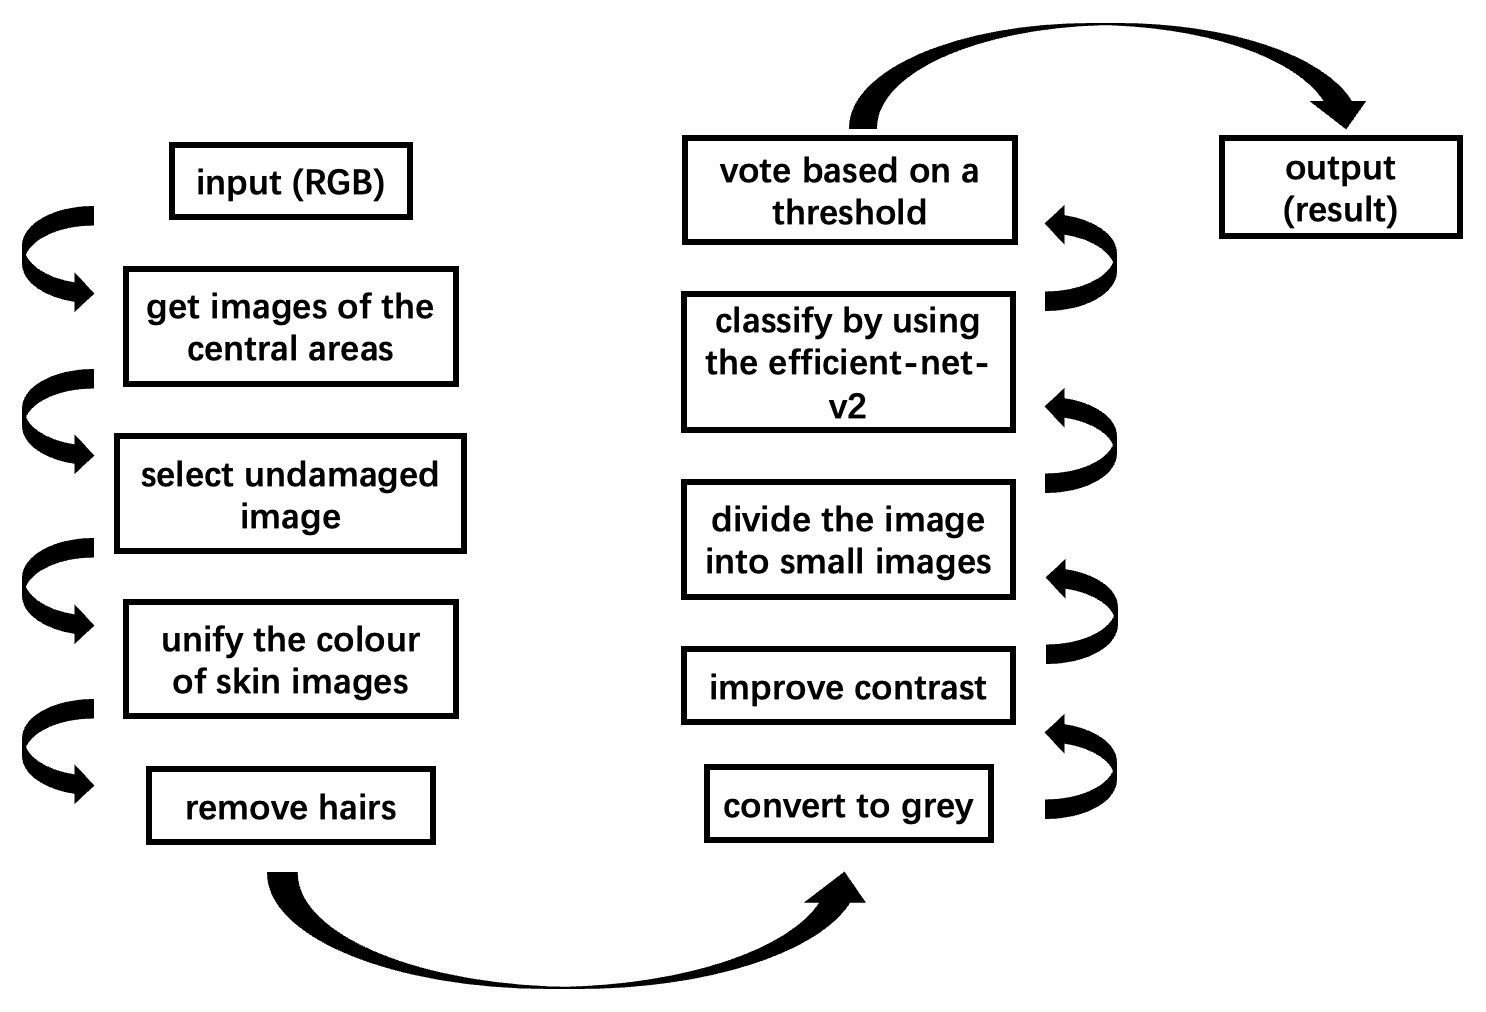 input (RGB)
get images of the
central areas
select undamaged
image
unify the colour
of skin images
remove hairs
convert to grey
improve contrast
divide the image
into small images
classify by using
the efficient-net-
v2
vote based on a
threshold
output
(result)